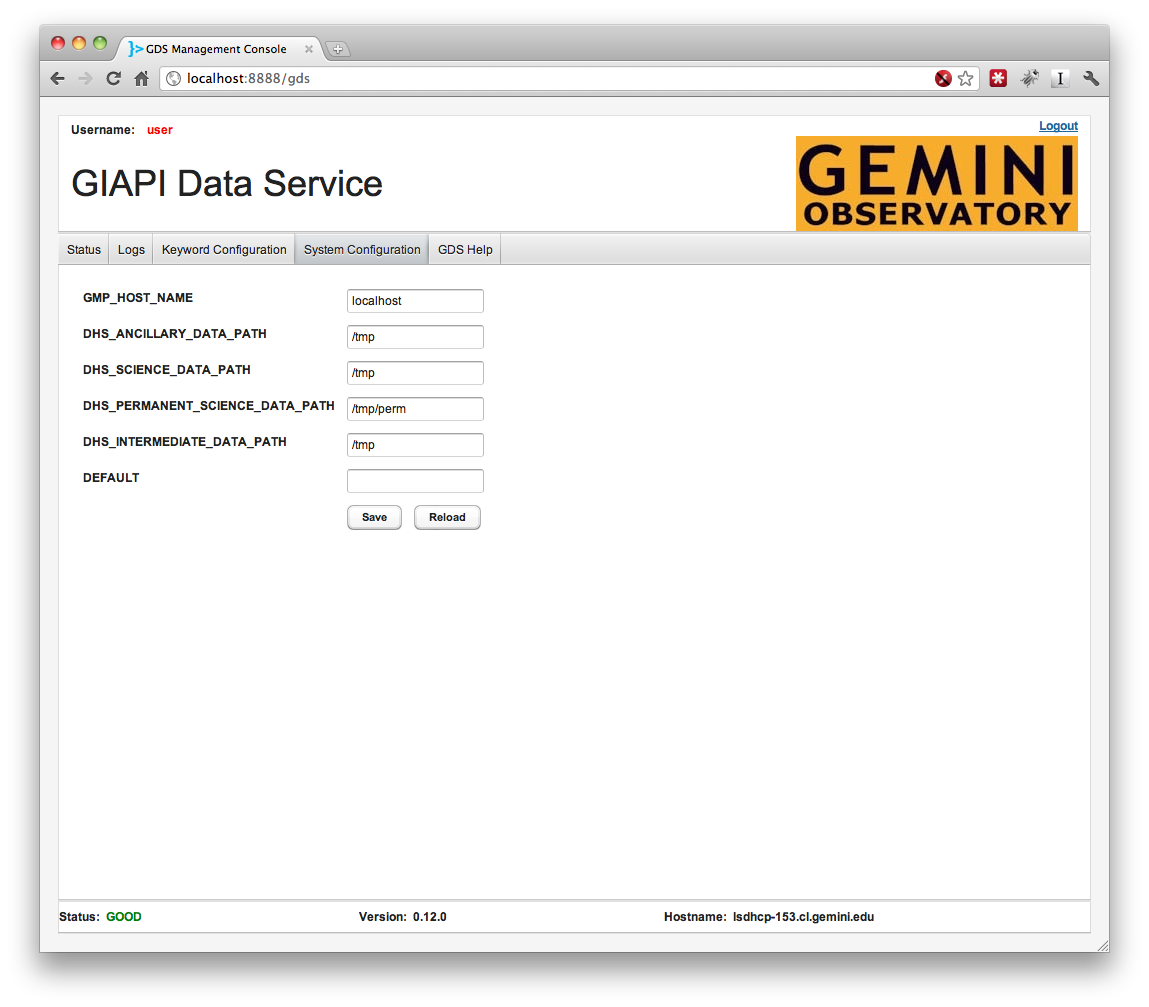 GDS Management Console
localhost:8888/gds
Username: user
Logout
GIAPI Data Service
GEMINI
OBSERVATORY
Status Logs Keyword Configuration System Configuration GDS Help
GMP_HOST_NAME localhost
DHS_ANCILLARY_DATA_PATH /tmp
DHS_SCIENCE_DATA_PATH /tmp
DHS_PERMANENT_SCIENCE_DATA_PATH /tmp/perm
DHS_INTERMEDIATE_DATA_PATH /tmp
DEFAULT
Save Reload
Status: GOOD Version: 0.12.0 Hostname: lsdhcp-153.cl.gemini.edu